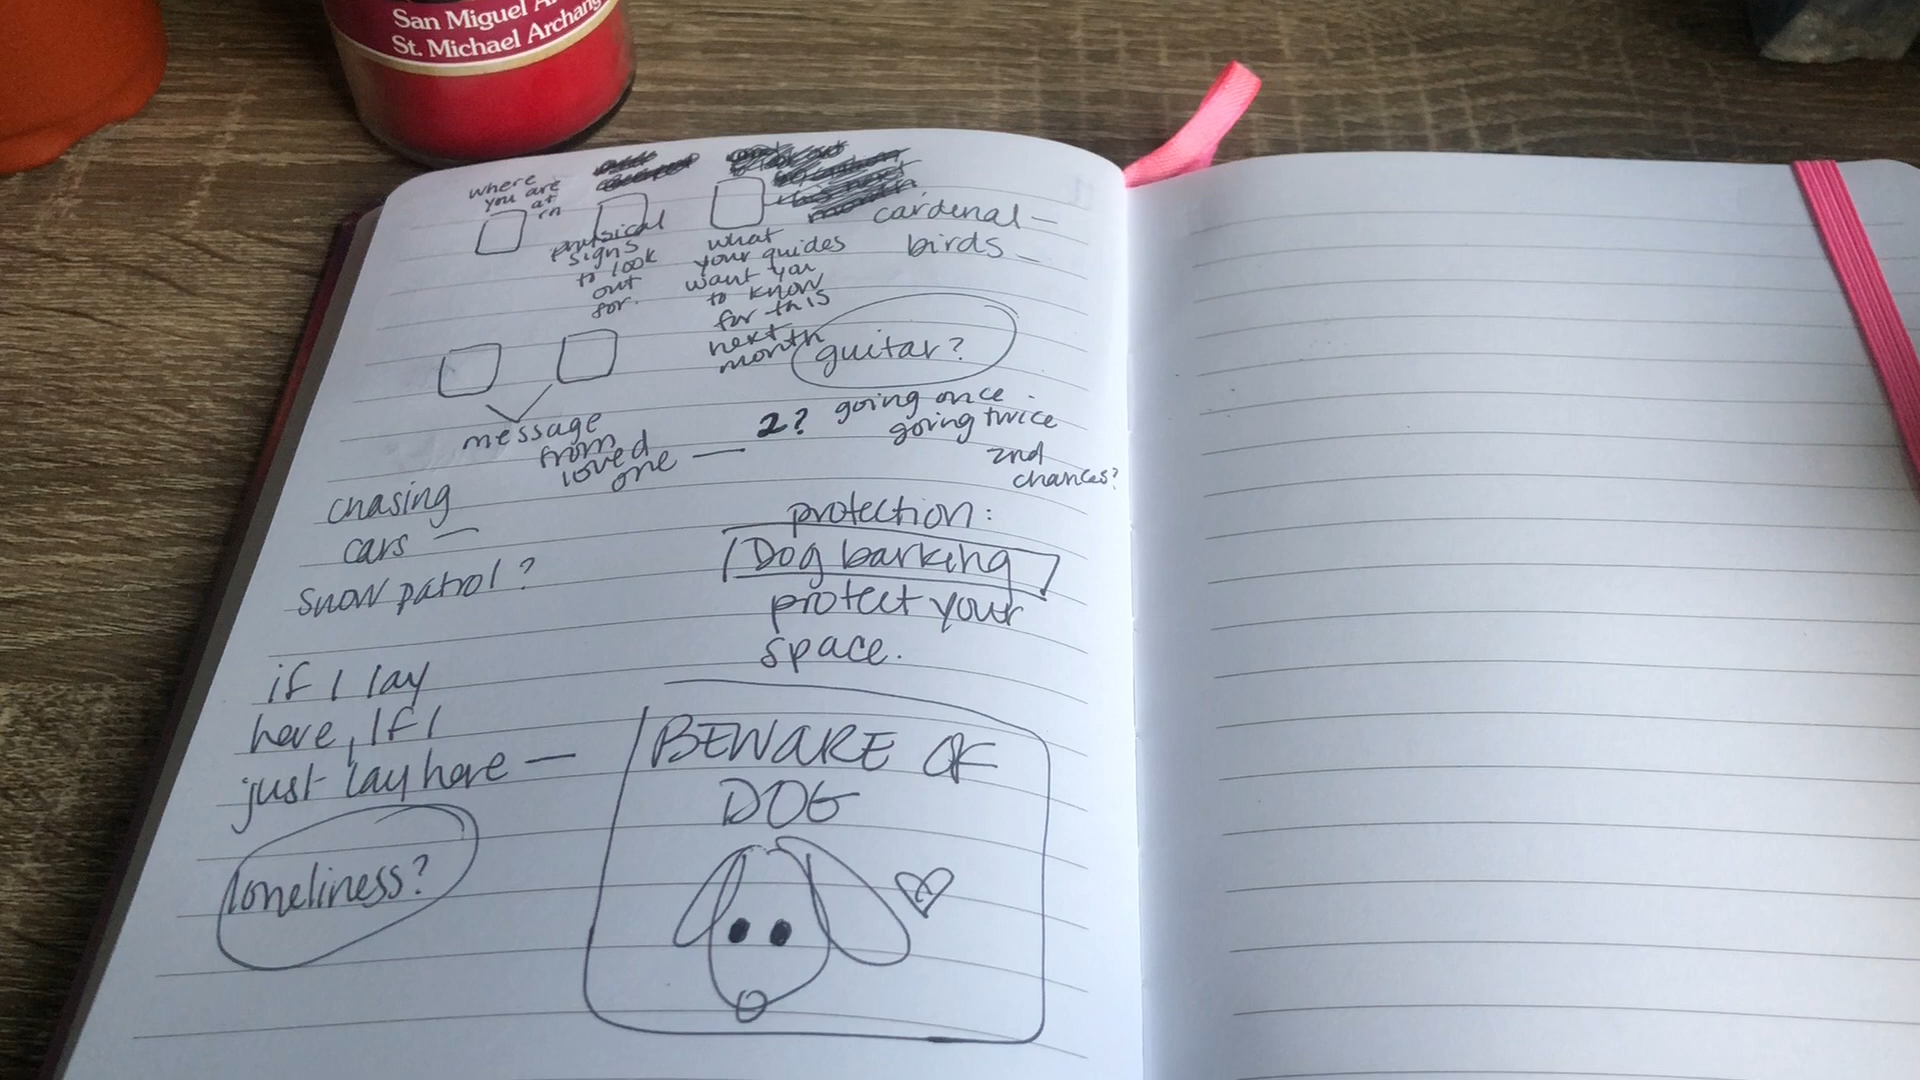 San Miguel
St. Michael Archang
where
you are
at
rn
physical
signs
to look
out
for.
what
your guides
want you
to know
for this
next
month
cardenal -
birds -
guitar?
message
from
loved
one —
2? going once
going twice
2nd
chances?
chasing
cars -
snow patrol?
if I lay
here, If I
just lay here —
loneliness?
protection:
Dog barking
protect your
space.
BEWARE OF
DOG